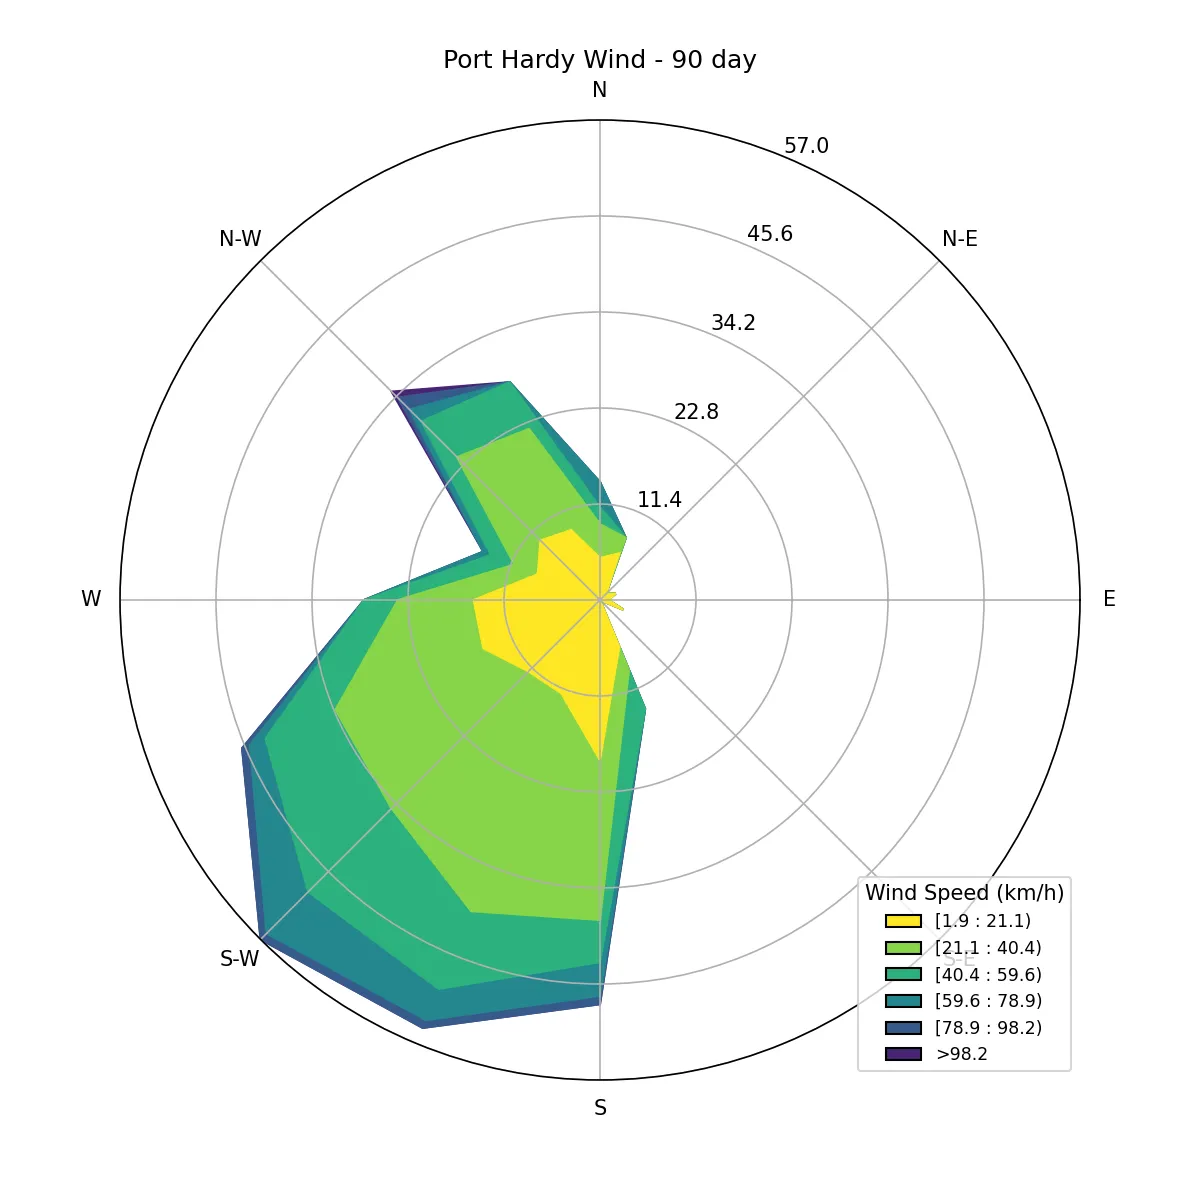 Port Hardy Wind - 90 day
N
57.0
N-W
45.6
N-E
34.2
22.8
11.4
W
E
S-W
S-E
Wind Speed (km/h)
[1.9 : 21.1)
[21.1 : 40.4)
[40.4 : 59.6)
[59.6 : 78.9)
[78.9 : 98.2)
>98.2
S